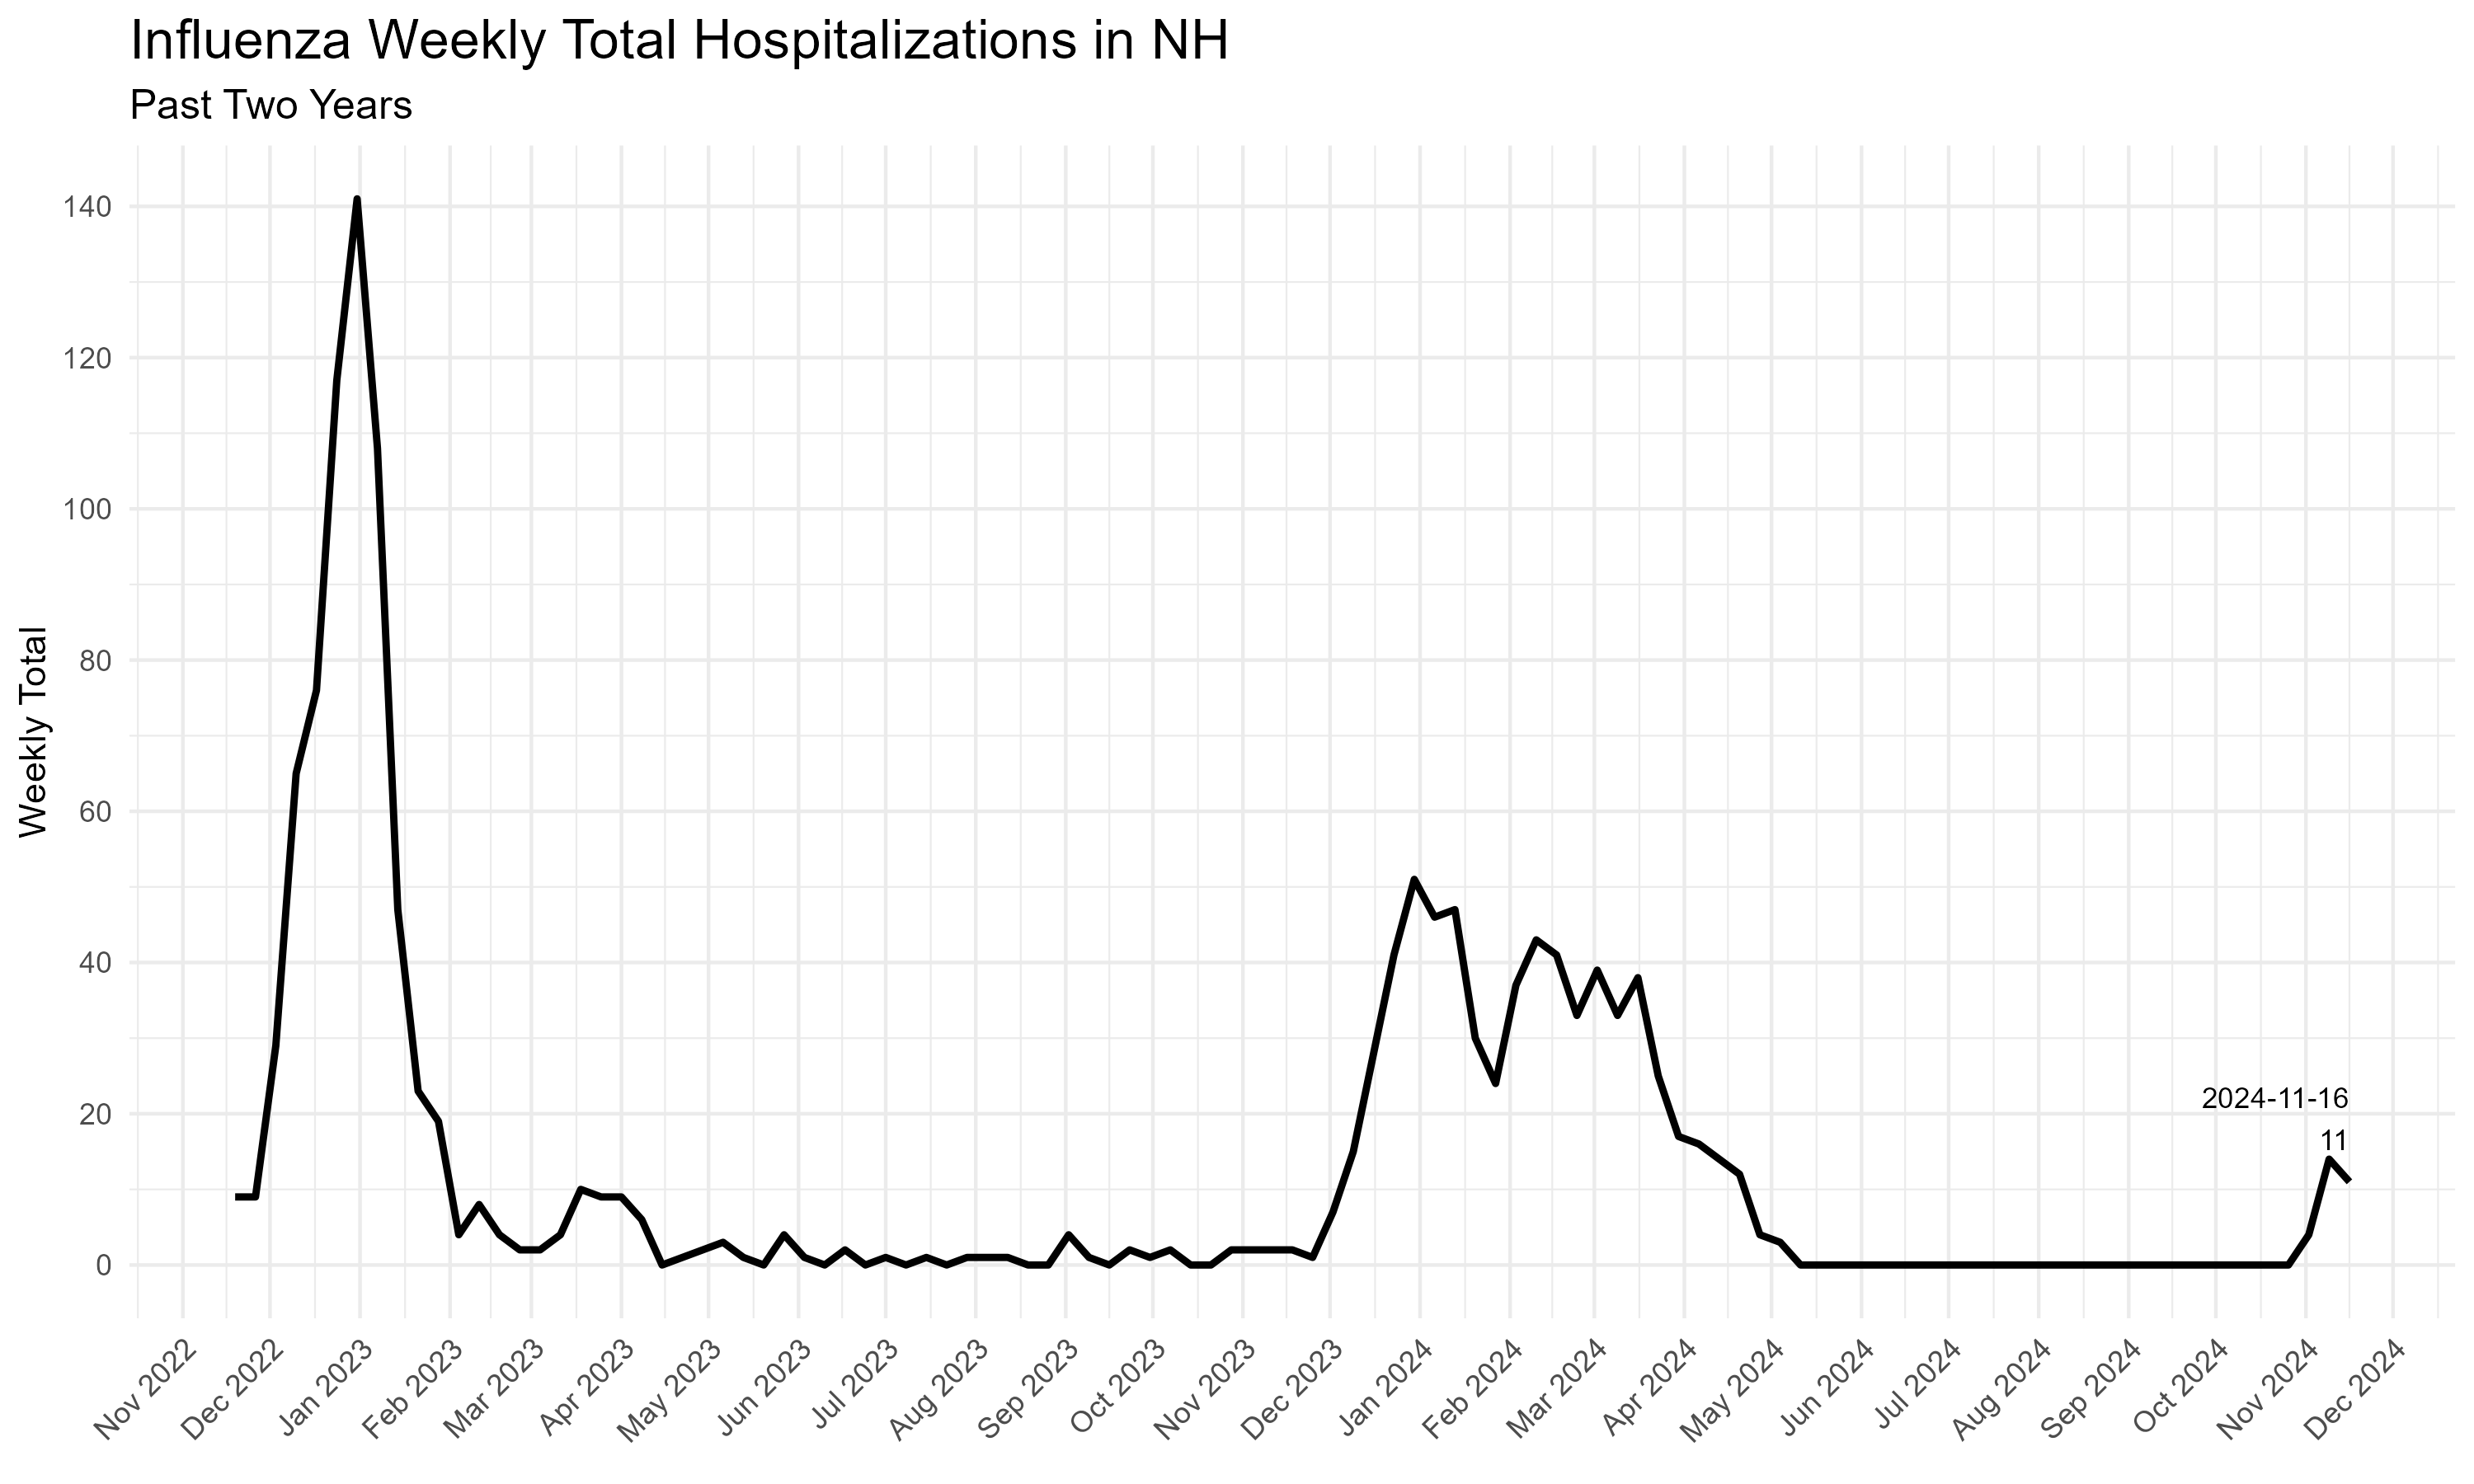 Influenza Weekly Total Hospitalizations in NH
Past Two Years
Weekly Total
140
120
100
80
60
40
20
0
2024-11-16
11
Nov 2022
Dec 2022
Jan 2023
Feb 2023
Mar 2023
Apr 2023
May 2023
Jun 2023
Jul 2023
Aug 2023
Sep 2023
Oct 2023
Nov 2023
Dec 2023
Jan 2024
Feb 2024
Mar 2024
Apr 2024
May 2024
Jun 2024
Jul 2024
Aug 2024
Sep 2024
Oct 2024
Nov 2024
Dec 2024